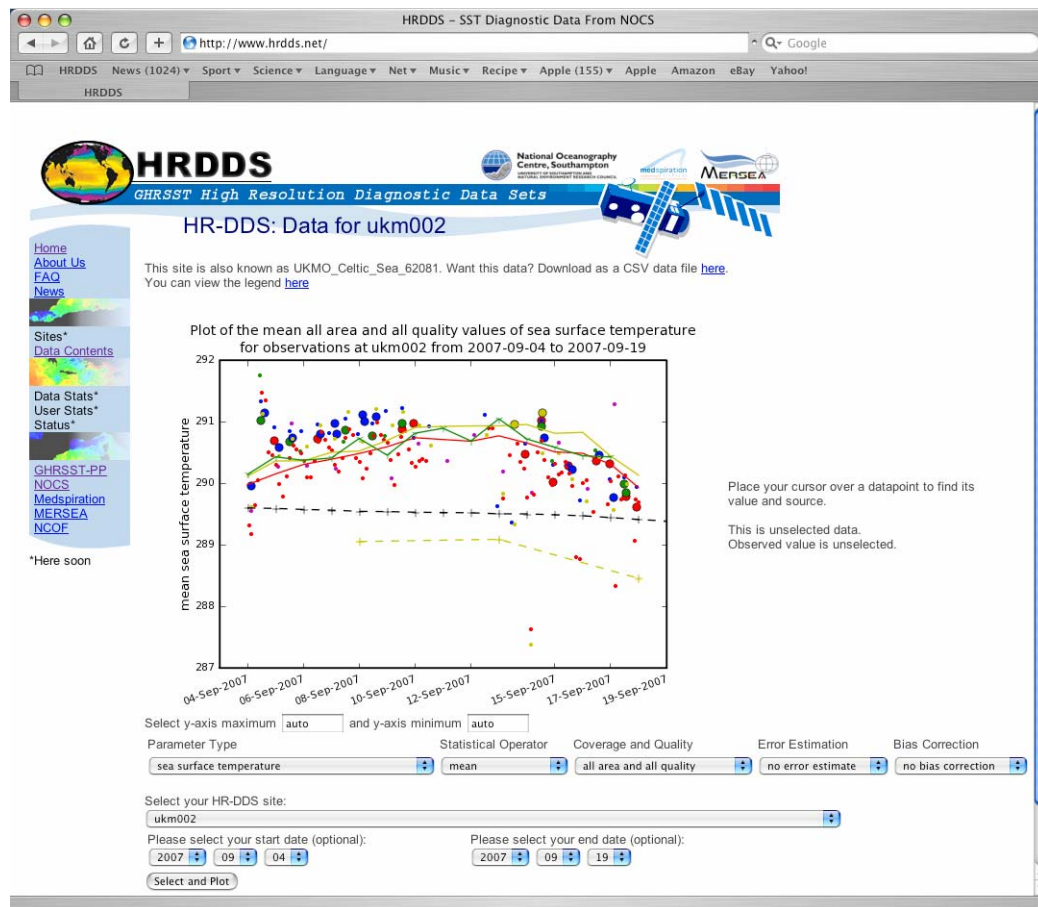 HRDDS – SST Diagnostic Data From NOCS
http://www.hrdds.net/
Google
HRDDS News (1024) Sport Science Language Net Music Recipe Apple (155) Apple Amazon eBay Yahoo!
HRDDS
HRDDS
GHRSST High Resolution Diagnostic Data Sets
National Oceanography
Centre, Southampton
UNIVERSITY OF SOUTHAMPTON AND
NATURAL ENVIRONMENT RESEARCH COUNCIL
medspiration
MERSEA
HR-DDS: Data for ukm002
Home
About Us
FAQ
News
Sites*
Data Contents
Data Stats*
User Stats*
Status*
GHRSST-PP
NOCS
Medspiration
MERSEA
NCOF
*Here soon
This site is also known as UKMO_Celtic_Sea_62081. Want this data? Download as a CSV data file here.
You can view the legend here
Plot of the mean all area and all quality values of sea surface temperature
for observations at ukm002 from 2007-09-04 to 2007-09-19
mean sea surface temperature
292
291
290
289
288
287
04-Sep-2007
06-Sep-2007
08-Sep-2007
10-Sep-2007
12-Sep-2007
15-Sep-2007
17-Sep-2007
19-Sep-2007
Place your cursor over a datapoint to find its
value and source.
This is unselected data.
Observed value is unselected.
Select y-axis maximum auto and y-axis minimum auto
Parameter Type Statistical Operator Coverage and Quality Error Estimation Bias Correction
sea surface temperature mean all area and all quality no error estimate no bias correction
Select your HR-DDS site:
ukm002
Please select your start date (optional): Please select your end date (optional):
2007 09 04 2007 09 19
Select and Plot